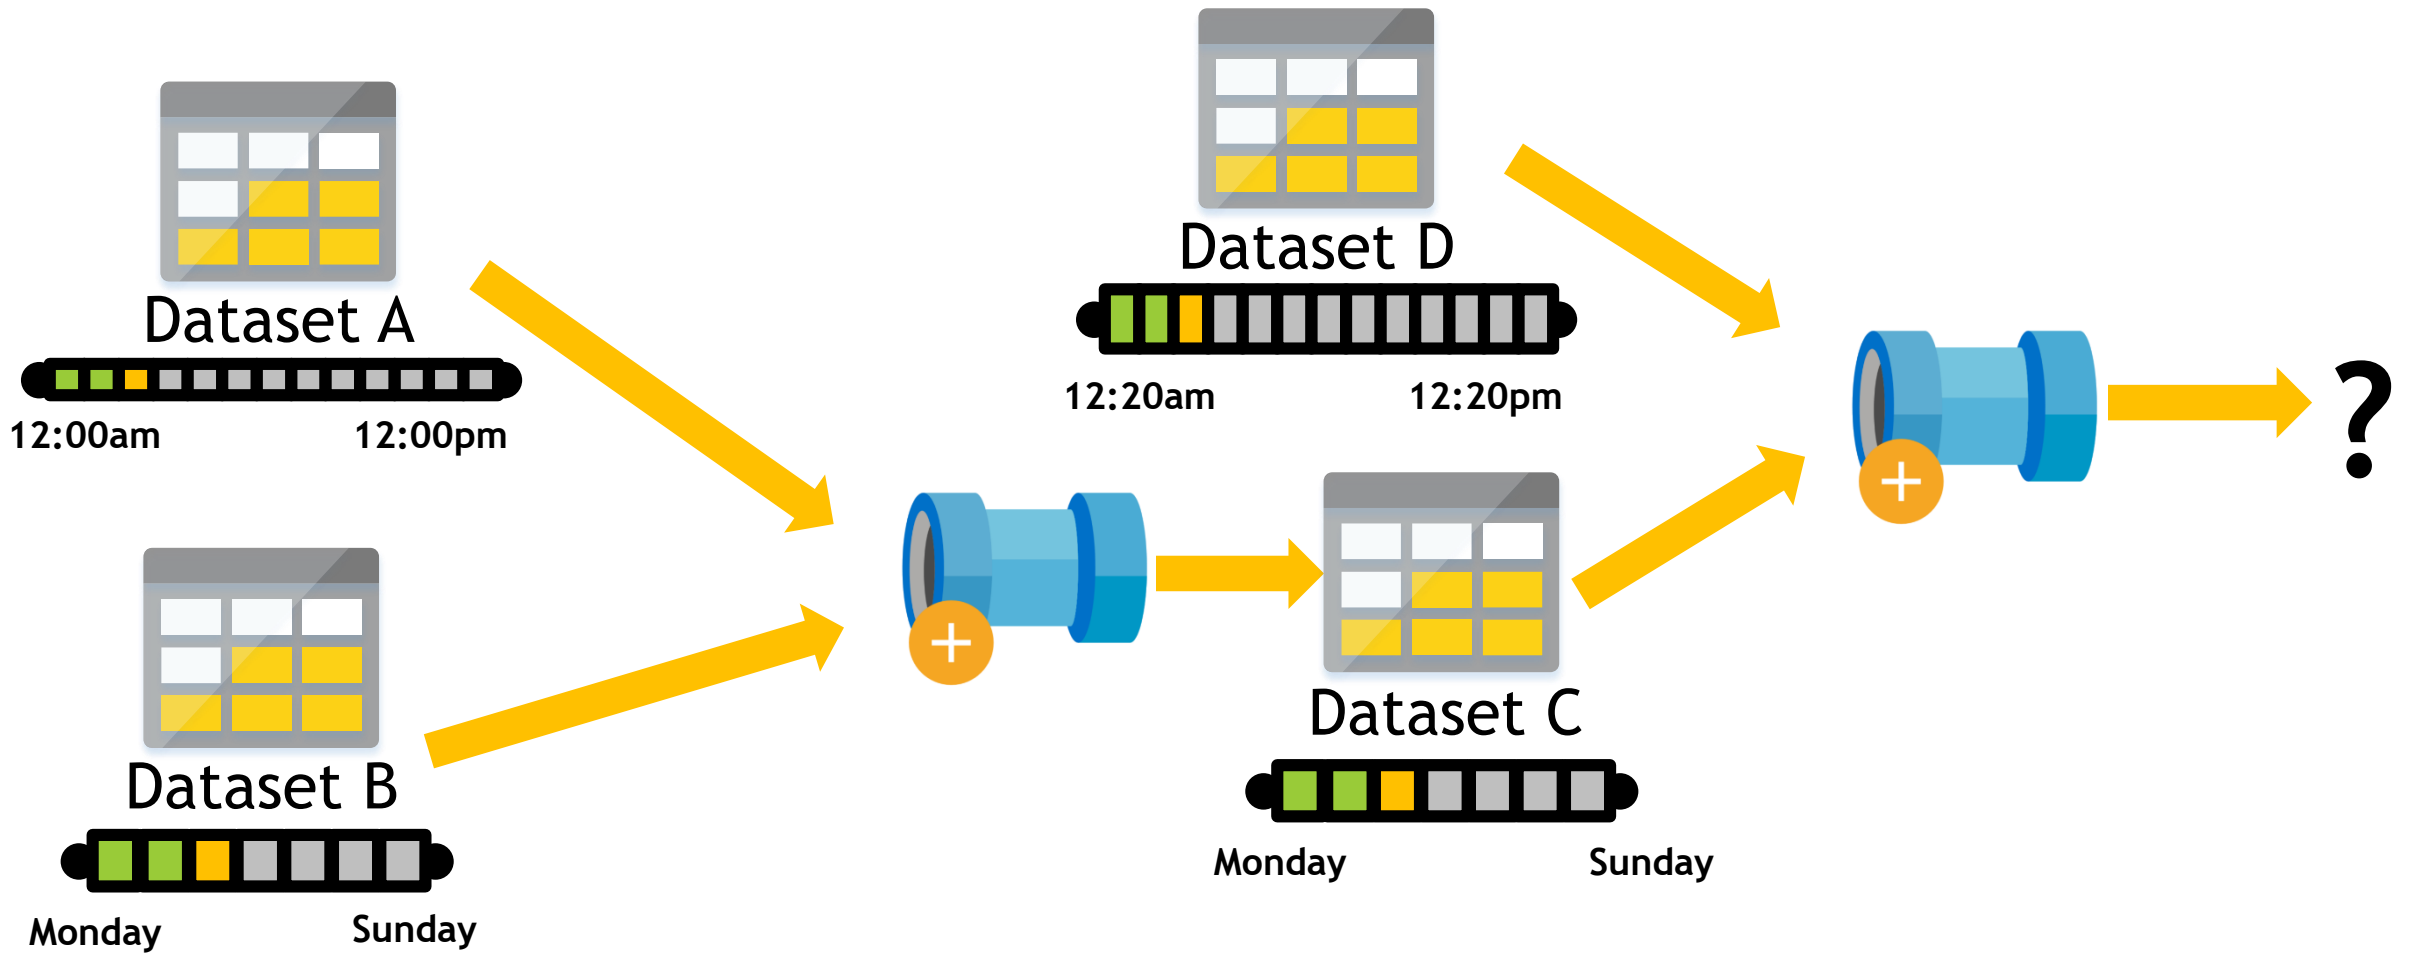 Dataset A
12:00am 12:00pm
Dataset B
Monday Sunday
Dataset D
12:20am 12:20pm
Dataset C
Monday Sunday
?